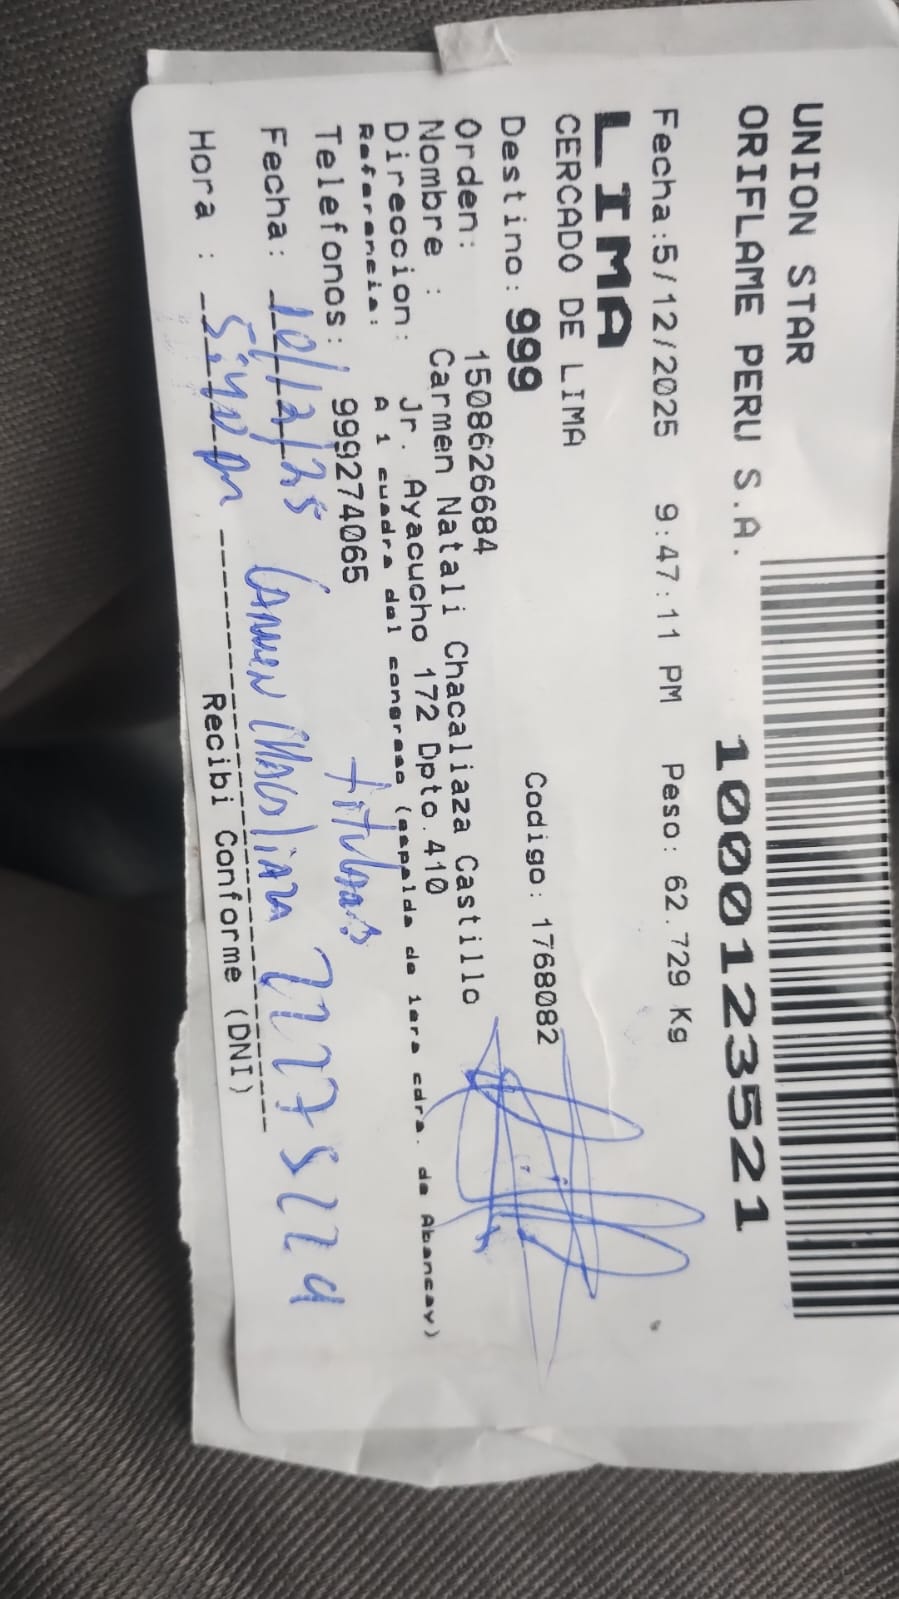 UNION STAR
ORIFLAME PERU S.A.
1000123521
Fecha:5/12/2025 9:47:11 PM Peso: 62.729 Kg
LIMA
CERCADO DE LIMA
Destino: 999 Codigo: 1768082
Orden: 1508626684
Nombre : Carmen Natali Chacaliaza Castillo
Direccion: Jr. Ayacucho 172 Dpto. 410
Referencia: A 1 cuadra del congreso (espalda de 1era cdra. de Abancay)
Telefonos: 999274065
titular
Fecha: 10/12/25 Carmen Chacaliaza
Hora : 5:40 pm
Recibi Conforme (DNI)